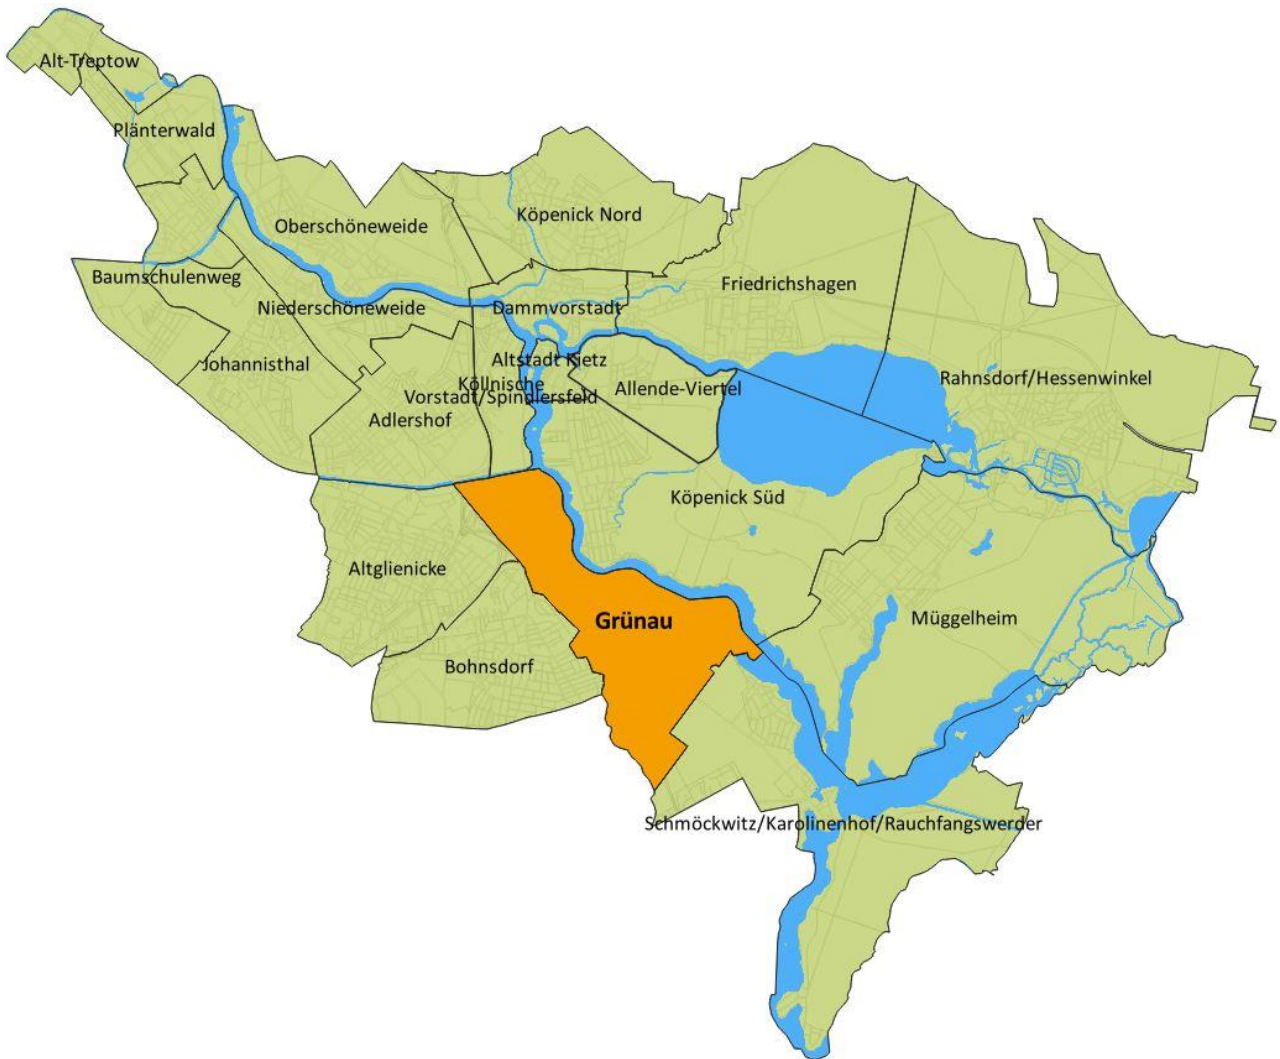 Alt-Treptow
Plänterwald
Köpenick Nord
Oberschöneweide
Baumschulenweg
Friedrichshagen
Niederschöneweide
Dammvorstadt
Altstadt Kietz
Johannisthal
Rahnsdorf/Hessenwinkel
Köllnische
Vorstadt/Spindlersfeld
Allende-Viertel
Adlershof
Köpenick Süd
Altglienicke
Grünau
Müggelheim
Bohnsdorf
Schmöckwitz/Karolinenhof/Rauchfangswerder